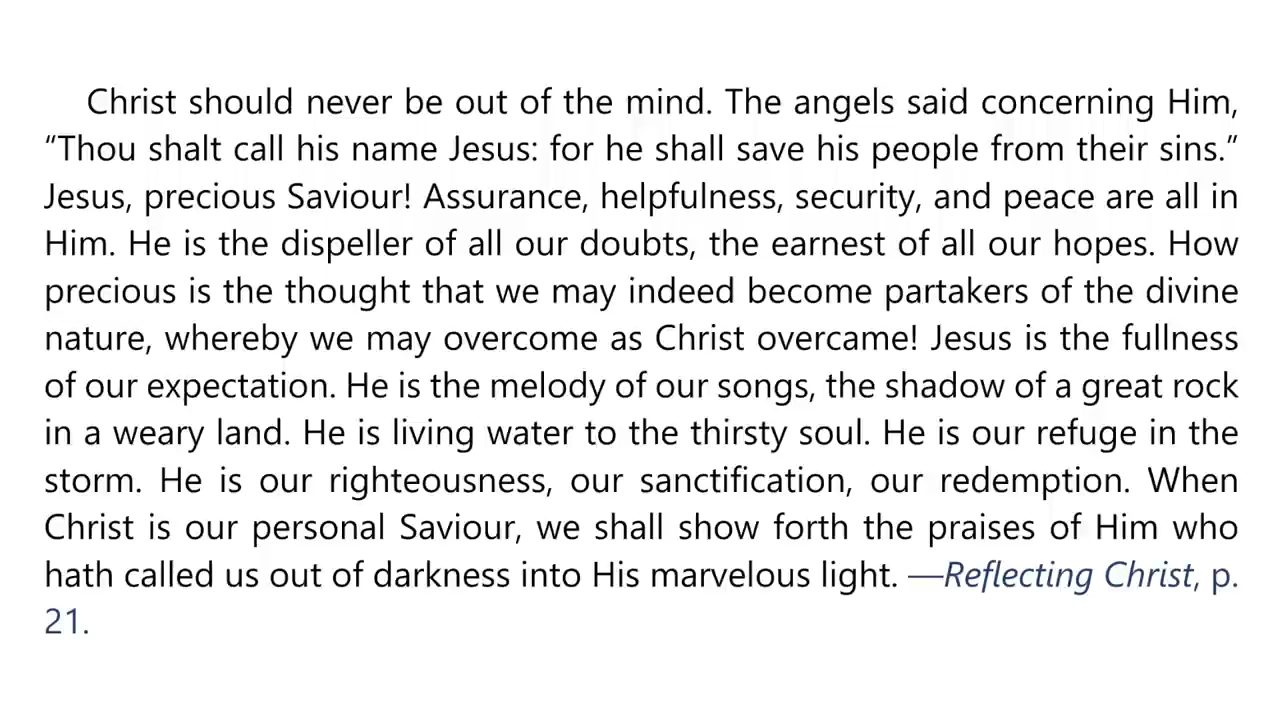 Christ should never be out of the mind. The angels said concerning Him,
“Thou shalt call his name Jesus: for he shall save his people from their sins.”
Jesus, precious Saviour! Assurance, helpfulness, security, and peace are all in
Him. He is the dispeller of all our doubts, the earnest of all our hopes. How
precious is the thought that we may indeed become partakers of the divine
nature, whereby we may overcome as Christ overcame! Jesus is the fullness
of our expectation. He is the melody of our songs, the shadow of a great rock
in a weary land. He is living water to the thirsty soul. He is our refuge in the
storm. He is our righteousness, our sanctification, our redemption. When
Christ is our personal Saviour, we shall show forth the praises of Him who
hath called us out of darkness into His marvelous light. —Reflecting Christ, p.
21.